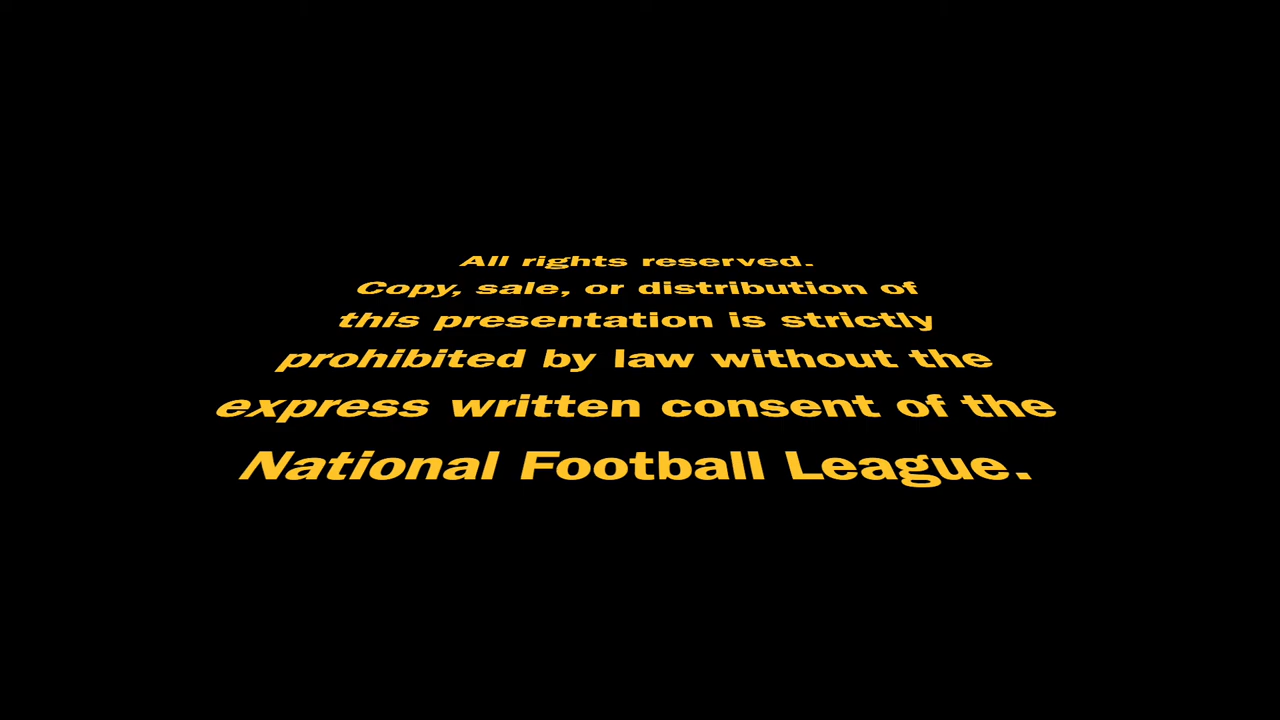 All rights reserved.
Copy, sale, or distribution of
this presentation is strictly
prohibited by law without the
express written consent of the
National Football League.